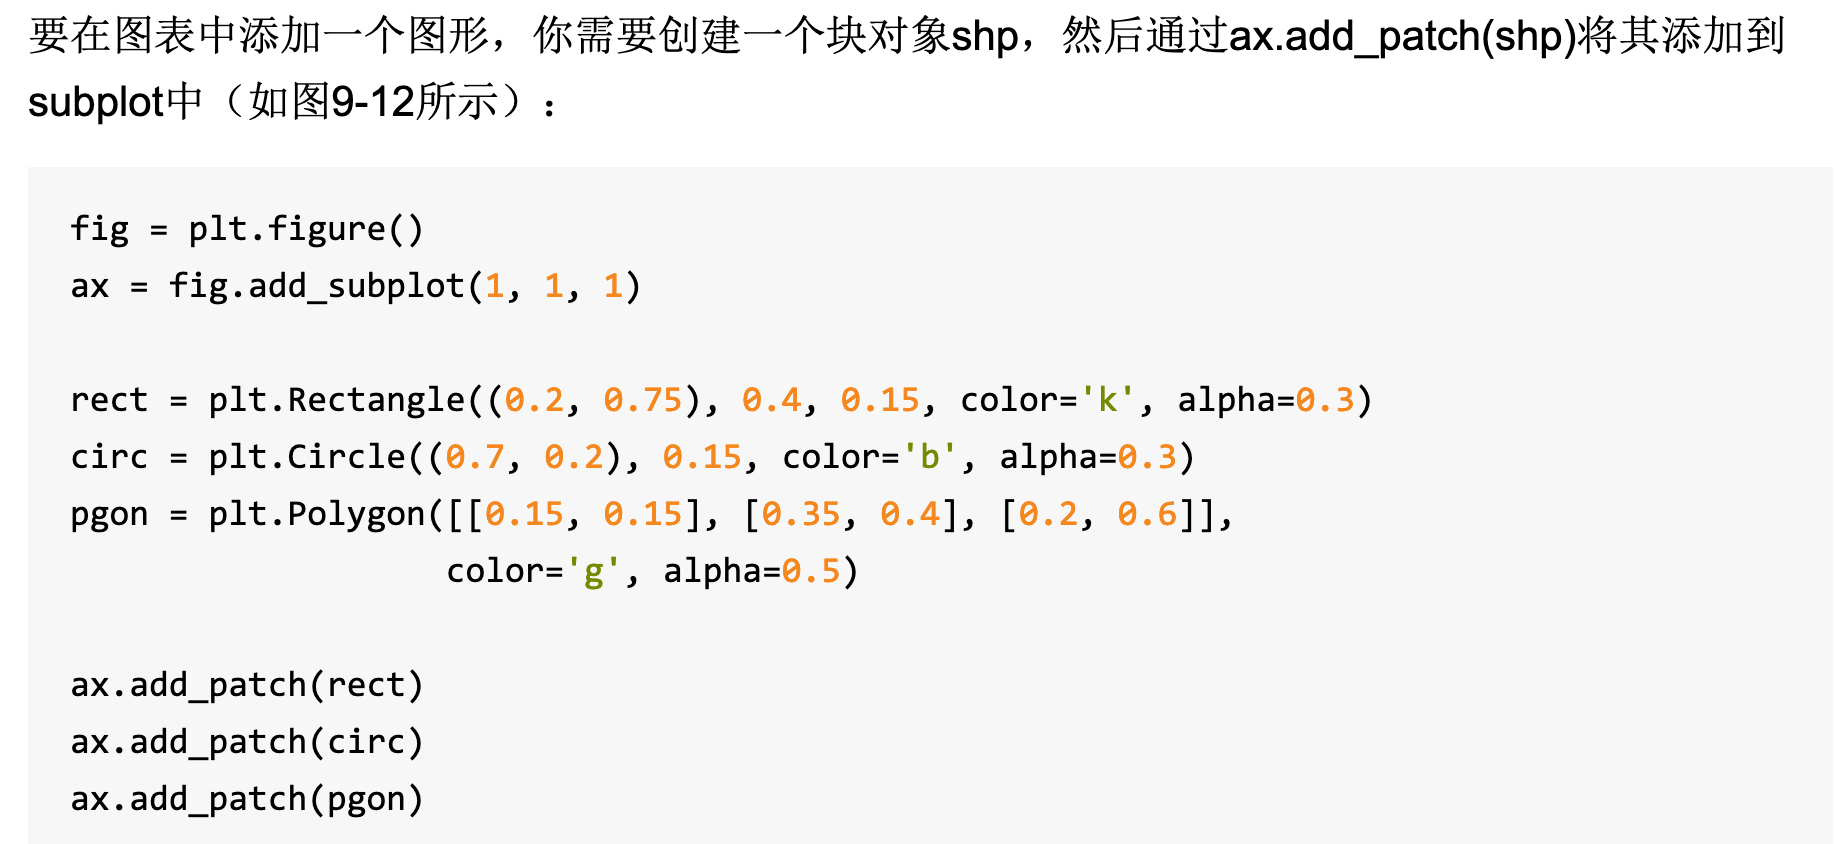 要在图表中添加一个图形，你需要创建一个块对象shp，然后通过ax.add_patch(shp)将其添加到
subplot中（如图9-12所示）：
fig = plt.figure()
ax = fig.add_subplot(1, 1, 1)
rect = plt.Rectangle((0.2, 0.75), 0.4, 0.15, color='k', alpha=0.3)
circ = plt.Circle((0.7, 0.2), 0.15, color='b', alpha=0.3)
pgon = plt.Polygon([[0.15, 0.15], [0.35, 0.4], [0.2, 0.6]],
color='g', alpha=0.5)
ax.add_patch(rect)
ax.add_patch(circ)
ax.add_patch(pgon)